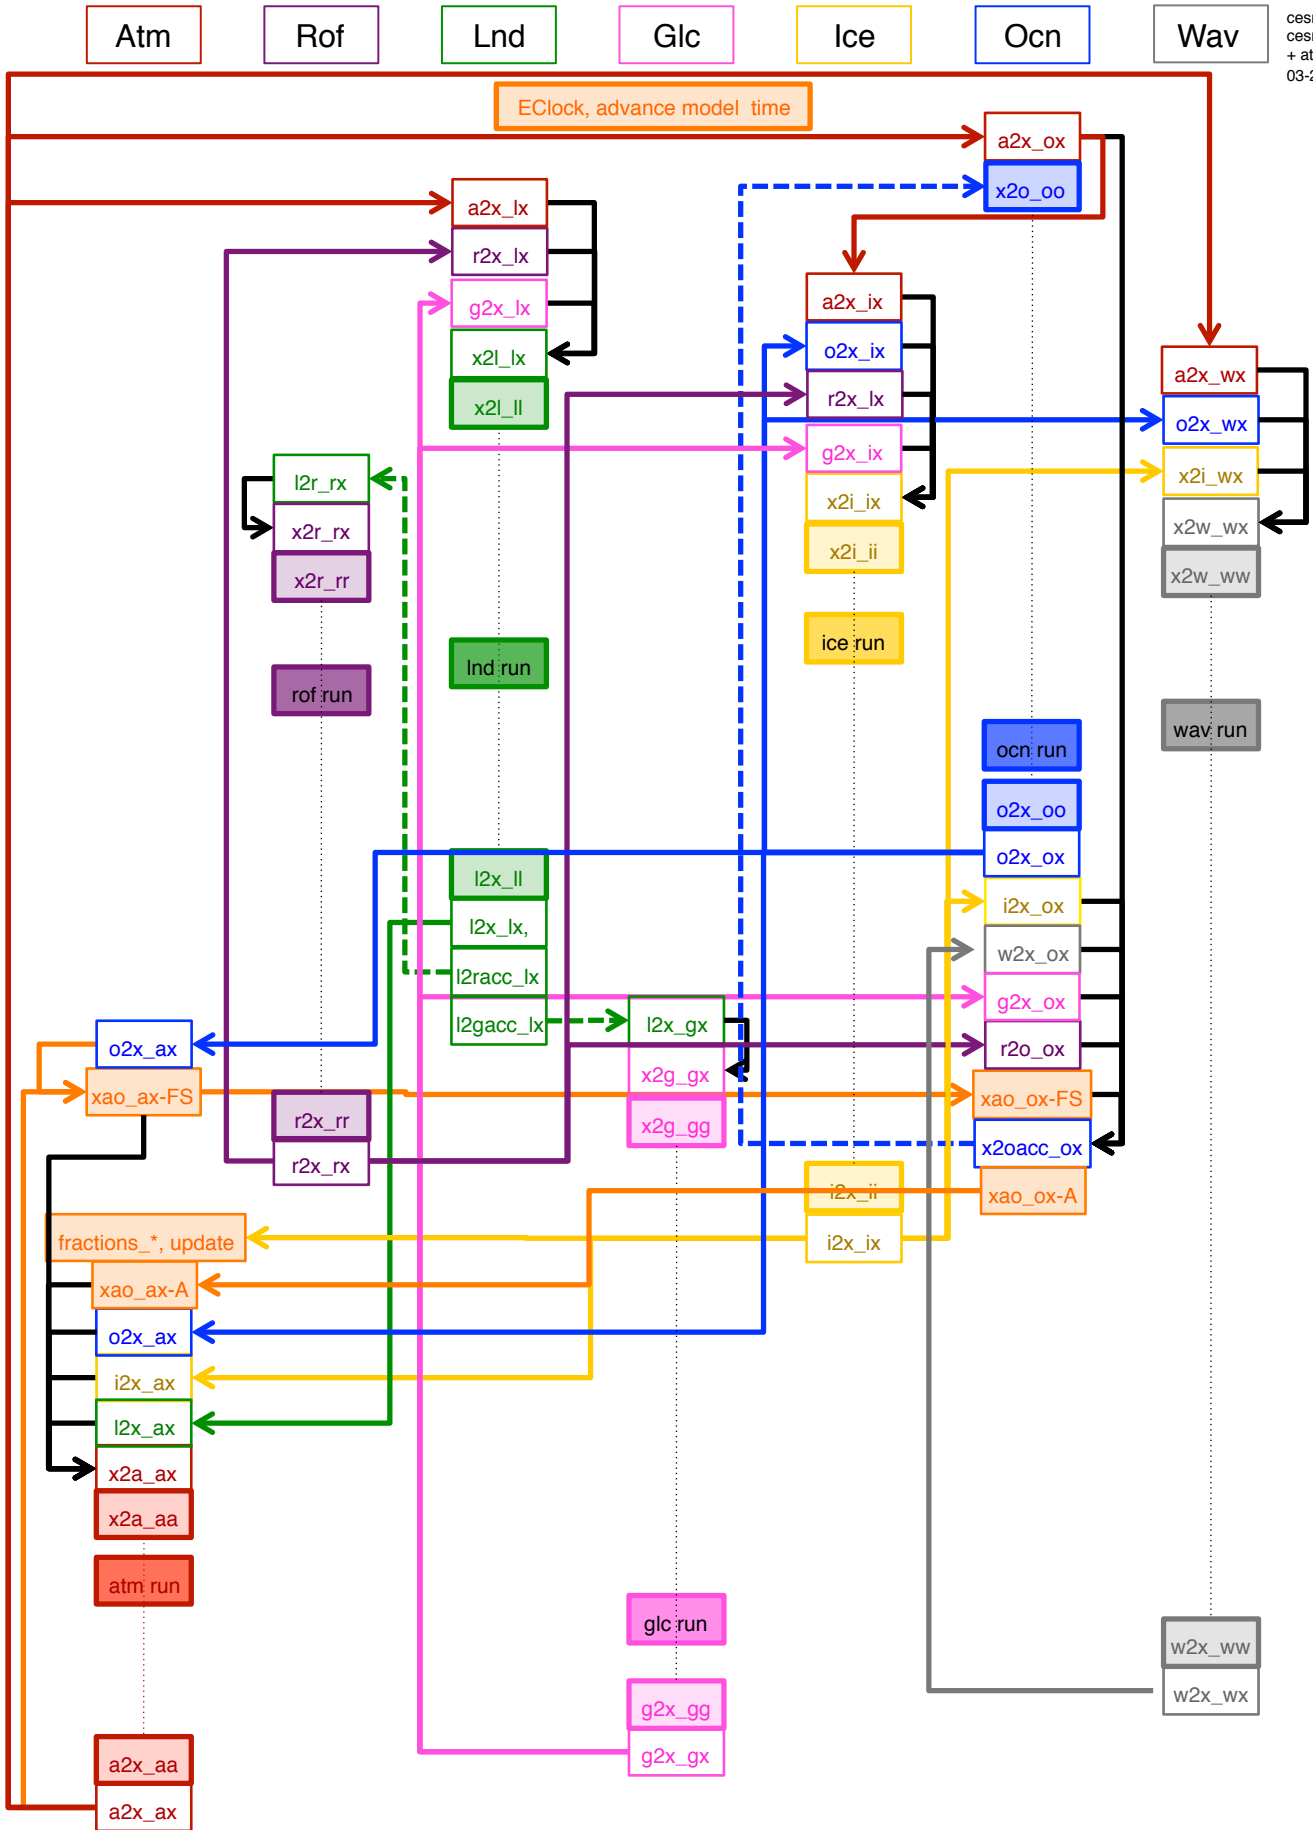 Atm
Rof
Lnd
Glc
Ice
Ocn
Wav
+ at
EClock, advance model time
a2x_ox
x2o_oo
a2x_lx
r2x_lx
g2x_lx
x2l_lx
x2l_ll
a2x_ix
o2x_ix
r2x_lx
g2x_ix
x2i_ix
x2i_ii
a2x_wx
o2x_wx
x2i_wx
x2w_wx
x2w_ww
l2r_rx
x2r_rx
x2r_rr
rof run
lnd run
ice run
ocn run
wav run
o2x_oo
o2x_ox
i2x_ox
w2x_ox
g2x_ox
r2o_ox
xao_ox-FS
x2oacc_ox
xao_ox-A
l2x_ll
l2x_lx,
l2racc_lx
l2gacc_lx
l2x_gx
x2g_gx
x2g_gg
o2x_ax
xao_ax-FS
r2x_rr
r2x_rx
i2x_ii
i2x_ix
fractions_*, update
xao_ax-A
o2x_ax
i2x_ax
l2x_ax
x2a_ax
x2a_aa
atm run
glc run
w2x_ww
w2x_wx
g2x_gg
g2x_gx
a2x_aa
a2x_ax